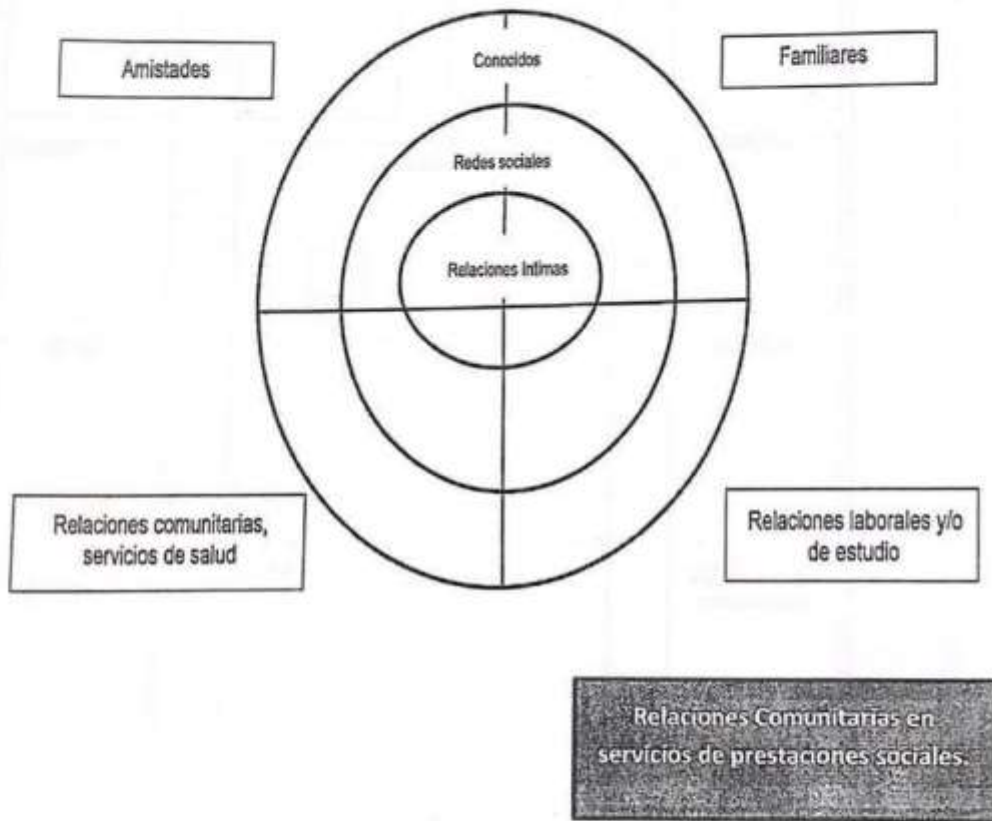 Amistades
Conocidos
Familiares
Redes sociales
Relaciones Intimas
Relaciones comunitarias,
servicios de salud
Relaciones laborales y/o
de estudio
Relaciones Comunitarias en
servicios de prestaciones sociales.